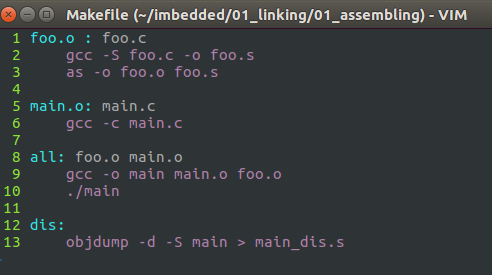 Makefile (~/imbedded/01_linking/01_assembling) - VIM
1 foo.o : foo.c
2     gcc -S foo.c -o foo.s
3     as -o foo.o foo.s
4
5 main.o: main.c
6     gcc -c main.c
7
8 all: foo.o main.o
9     gcc -o main main.o foo.o
10     ./main
11
12 dis:
13     objdump -d -S main > main_dis.s